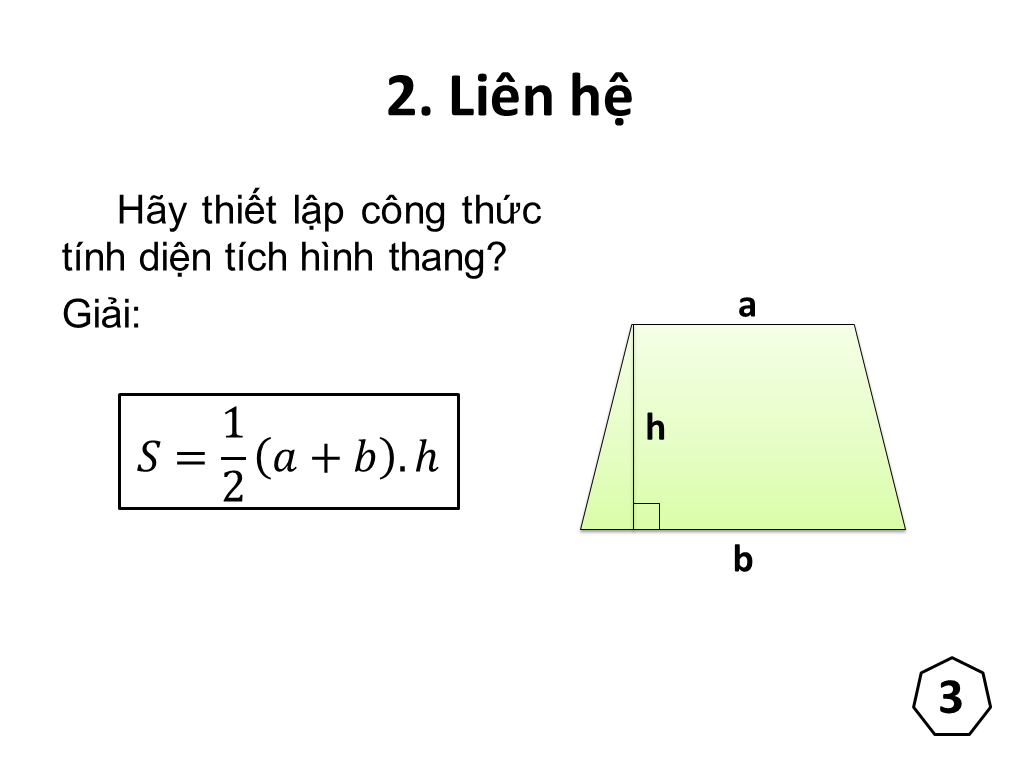 2. Liên hệ
Hãy thiết lập công thức
tính diện tích hình thang?
Giải:
S = 1/2 (a + b).h
a
h
b
3